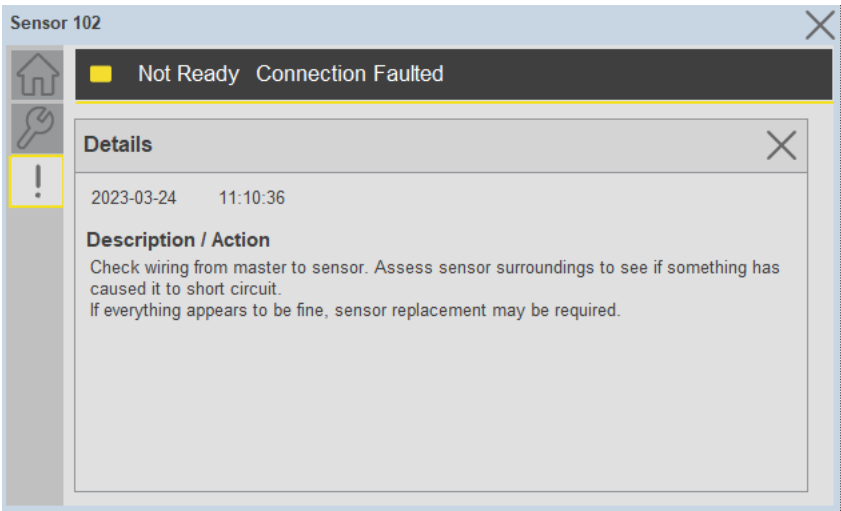 Sensor 102
Not Ready Connection Faulted
Details
2023-03-24 11:10:36
Description / Action
Check wiring from master to sensor. Assess sensor surroundings to see if something has
caused it to short circuit.
If everything appears to be fine, sensor replacement may be required.